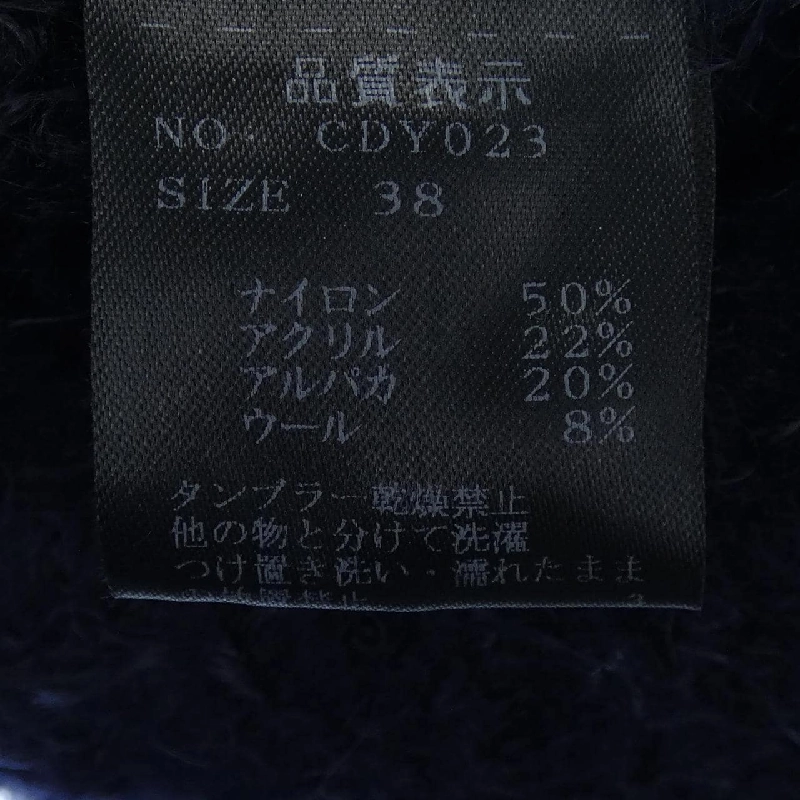 品質表示
NO. CDY023
SIZE 38
ナイロン 50%
アクリル 22%
アルパカ 20%
ウール 8%
タンブラー乾燥禁止
他の物と分けて洗濯
つけ置き洗い・濡れたまま